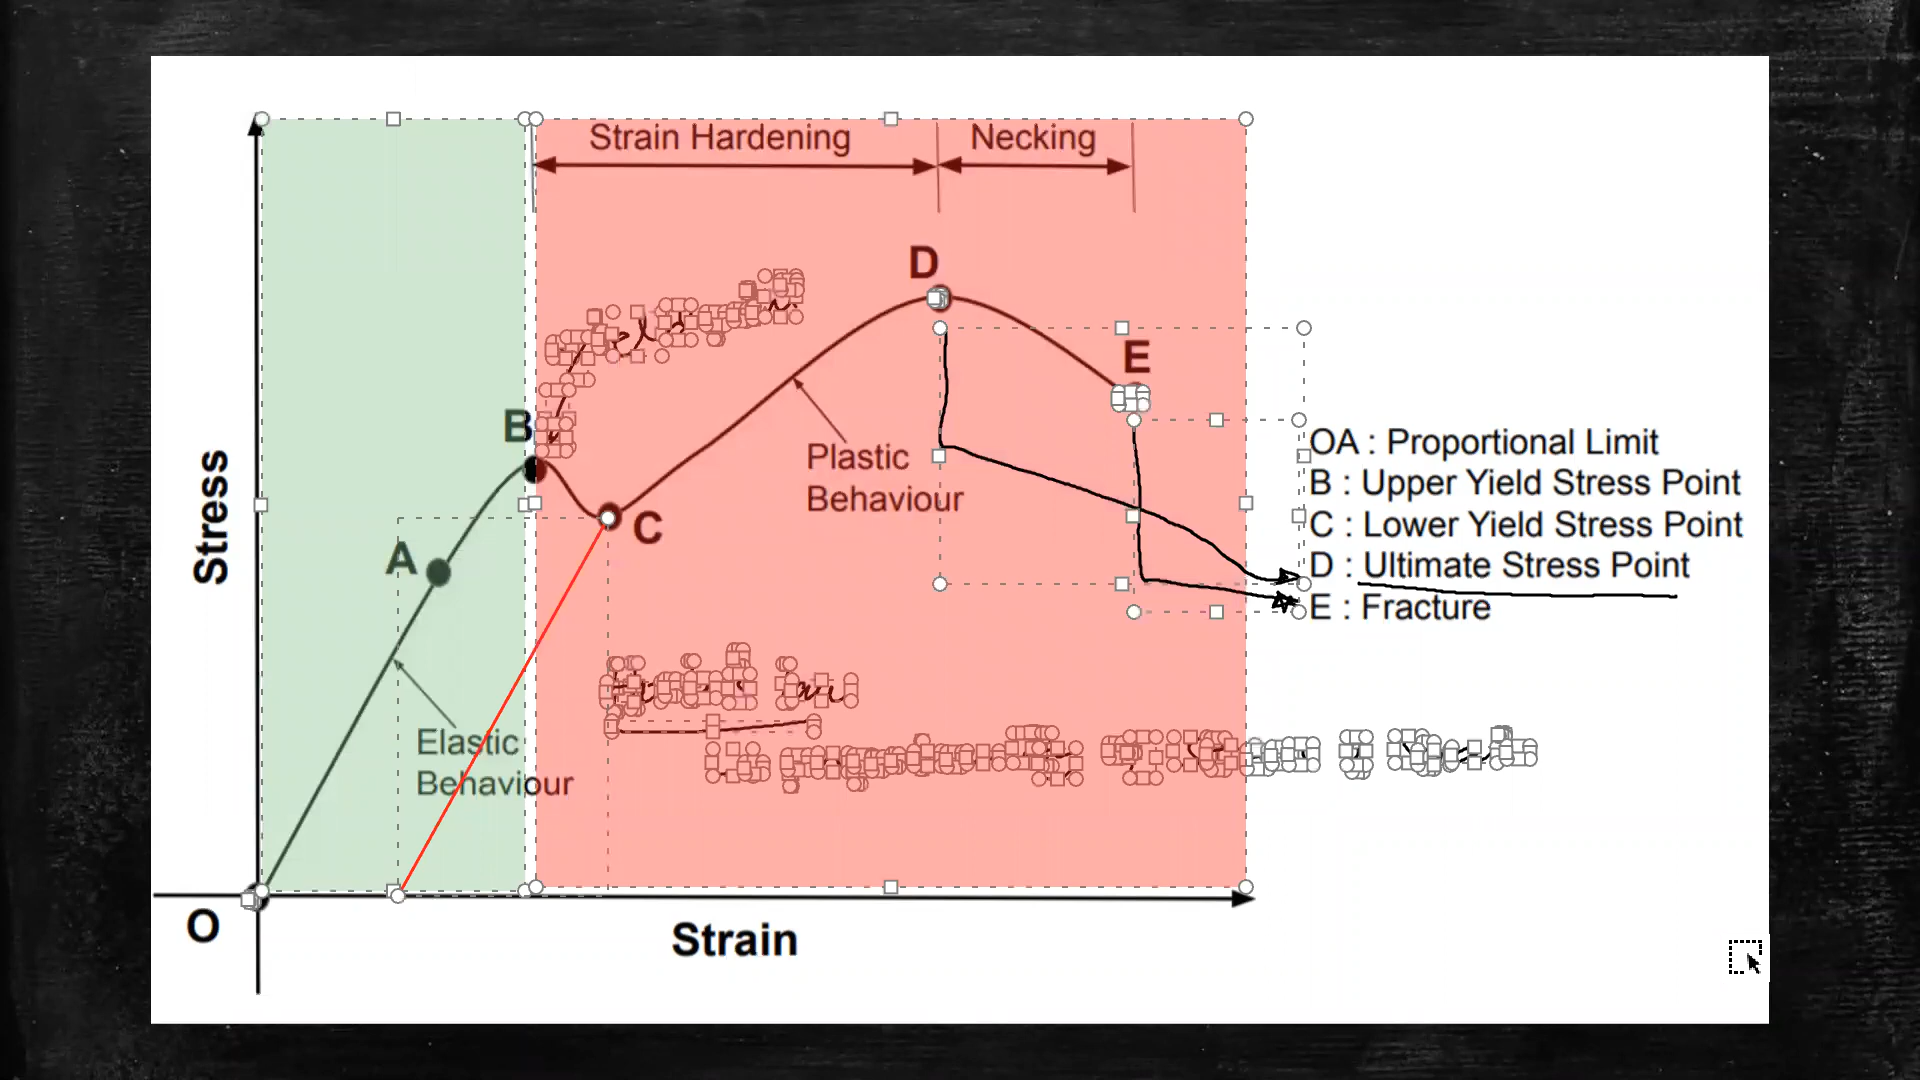 Strain Hardening
Necking
D
E
B
C
A
Plastic
Behaviour
Elastic
Behaviour
OA : Proportional Limit
B : Upper Yield Stress Point
C : Lower Yield Stress Point
D : Ultimate Stress Point
E : Fracture
Stress
O
Strain